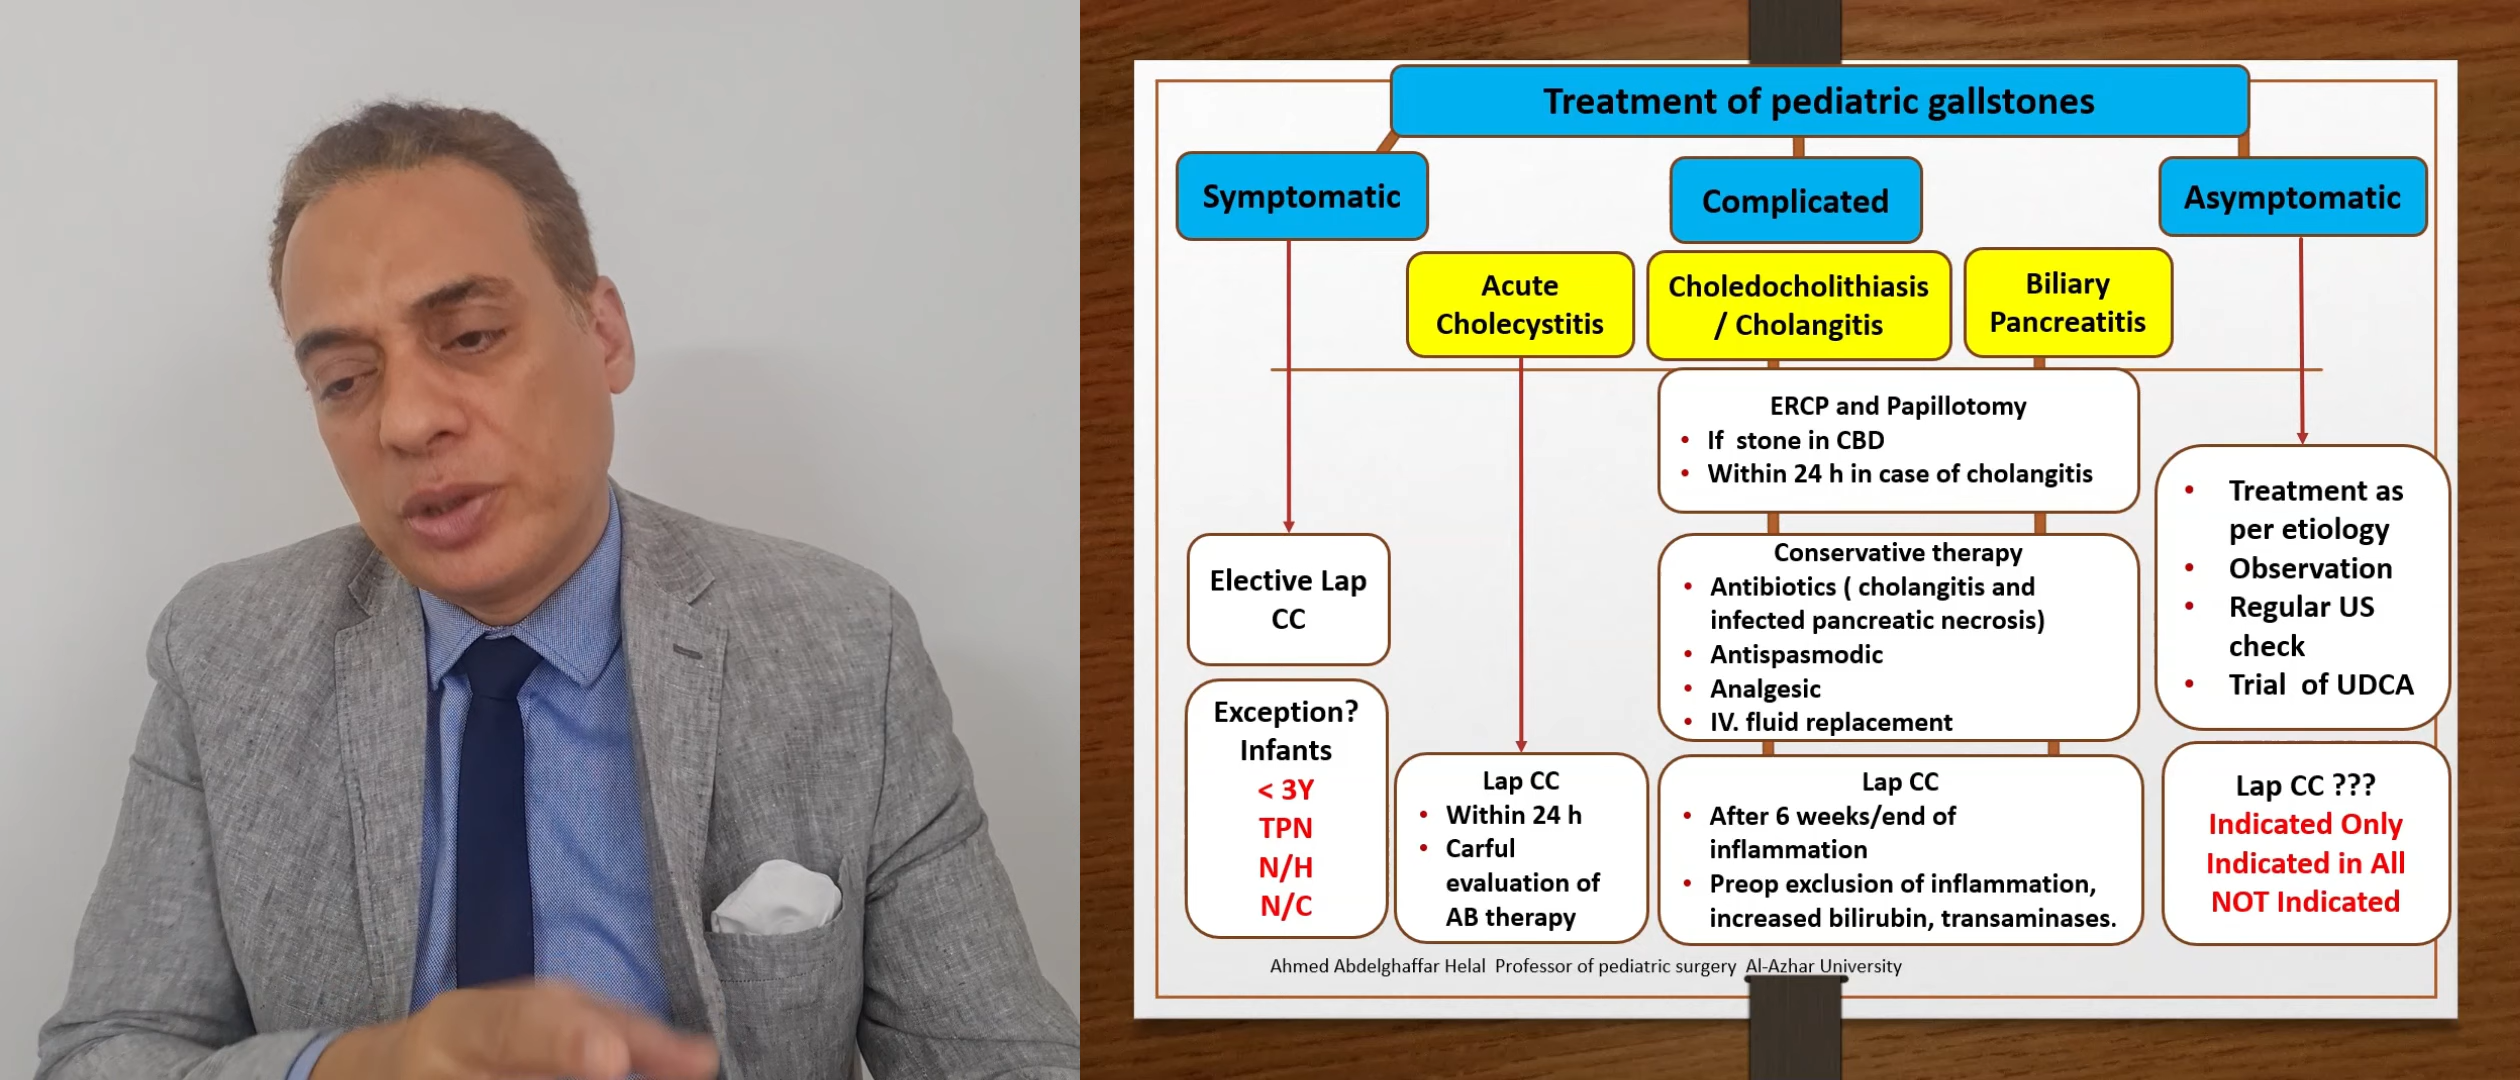 Treatment of pediatric gallstones
Symptomatic
Complicated
Asymptomatic
Acute
Cholecystitis
Choledocholithiasis
/ Cholangitis
Biliary
Pancreatitis
ERCP and Papillotomy
• If stone in CBD
• Within 24 h in case of cholangitis
Conservative therapy
• Antibiotics ( cholangitis and
infected pancreatic necrosis)
• Antispasmodic
• Analgesic
• IV. fluid replacement
• Treatment as
per etiology
• Observation
• Regular US
check
• Trial of UDCA
Elective Lap
CC
Exception?
Infants
< 3Y
TPN
N/H
N/C
Lap CC
• Within 24 h
• Carful
evaluation of
AB therapy
Lap CC
• After 6 weeks/end of
inflammation
• Preop exclusion of inflammation,
increased bilirubin, transaminases.
Lap CC ???
Indicated Only
Indicated in All
NOT Indicated
Ahmed Abdelghaffar Helal Professor of pediatric surgery Al-Azhar University